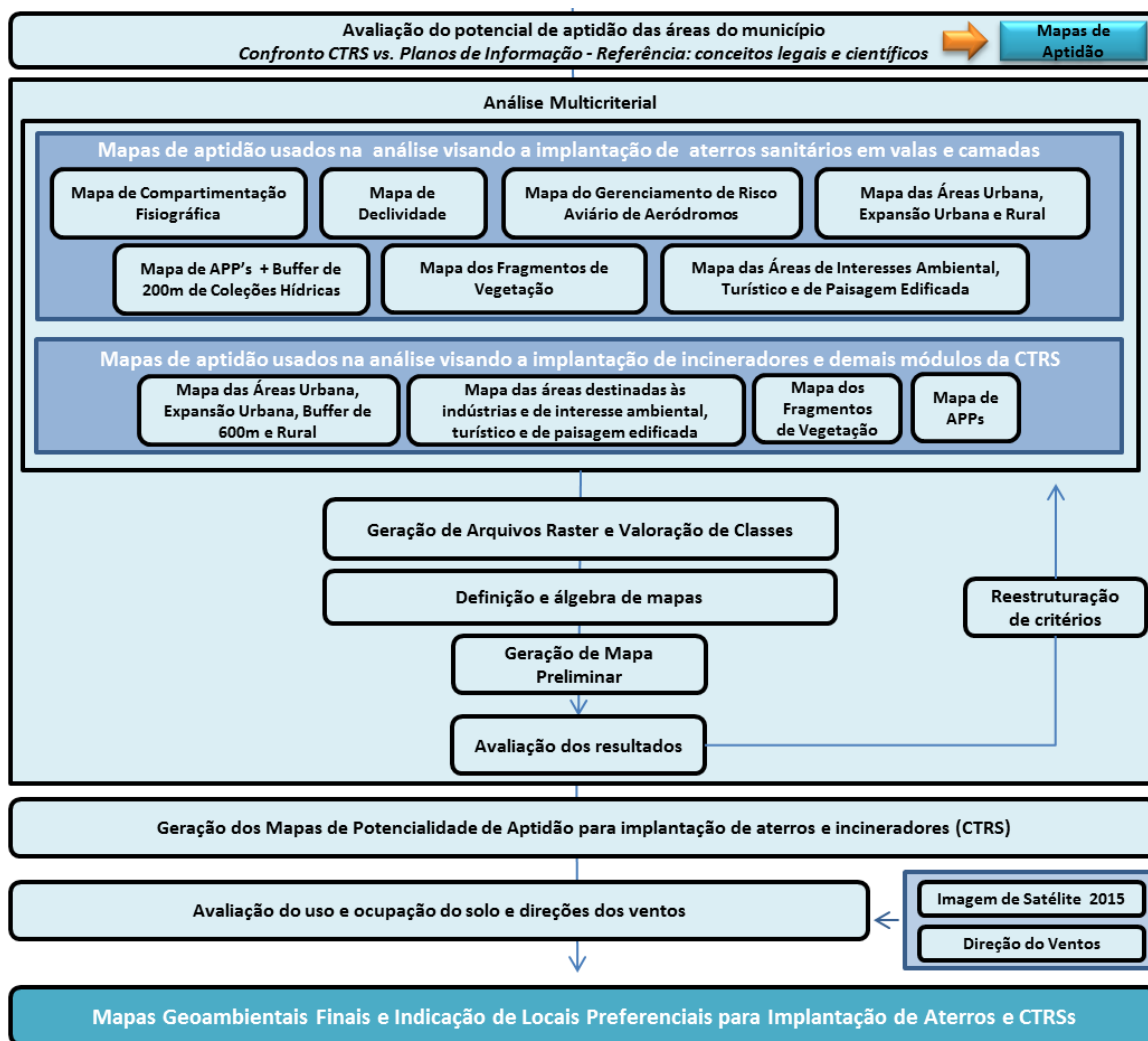 Avaliação do potencial de aptidão das áreas do município
Confronto CTRS vs. Planos de Informação - Referência: conceitos legais e científicos
Mapas de
Aptidão
Análise Multicriterial
Mapas de aptidão usados na análise visando a implantação de aterros sanitários em valas e camadas
Mapa de Compartimentação
Fisiográfica
Mapa de
Declividade
Mapa do Gerenciamento de Risco
Aviário de Aeródromos
Mapa das Áreas Urbana,
Expansão Urbana e Rural
Mapa de APP's + Buffer de
200m de Coleções Hídricas
Mapa dos Fragmentos de
Vegetação
Mapa das Áreas de Interesses Ambiental,
Turístico e de Paisagem Edificada
Mapas de aptidão usados na análise visando a implantação de incineradores e demais módulos da CTRS
Mapa das Áreas Urbana,
Expansão Urbana, Buffer de
600m e Rural
Mapa das áreas destinadas às
indústrias e de interesse ambiental,
turístico e de paisagem edificada
Mapa dos
Fragmentos
de Vegetação
Mapa de
APPs
Geração de Arquivos Raster e Valoração de Classes
Definição e álgebra de mapas
Reestruturação
de critérios
Geração de Mapa
Preliminar
Avaliação dos resultados
Geração dos Mapas de Potencialidade de Aptidão para implantação de aterros e incineradores (CTRS)
Avaliação do uso e ocupação do solo e direções dos ventos
Imagem de Satélite 2015
Direção do Ventos
Mapas Geoambientais Finais e Indicação de Locais Preferenciais para Implantação de Aterros e CTRSs